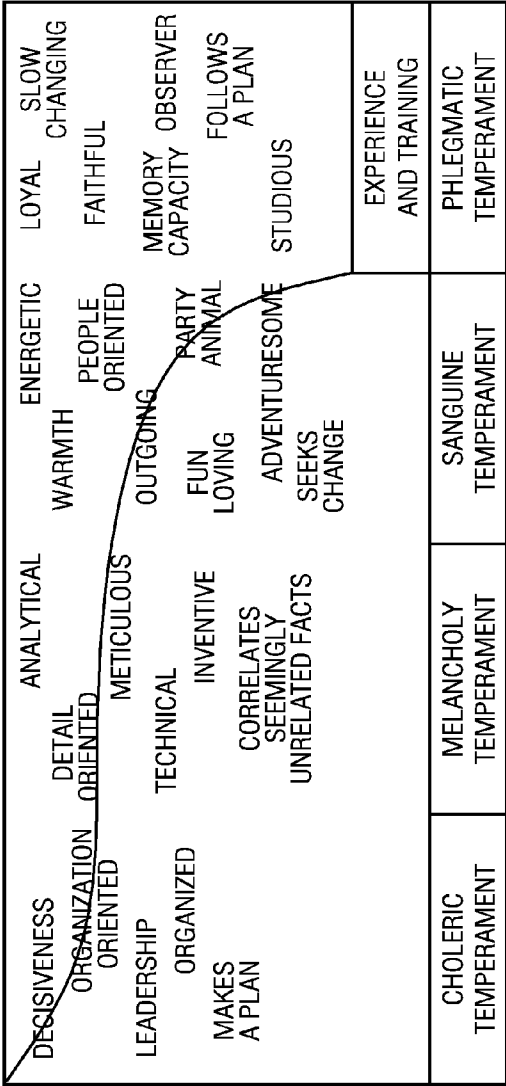 DECISIVENESS
ORGANIZATION
ORIENTED
LEADERSHIP
ORGANIZED
MAKES
A PLAN
ANALYTICAL
DETAIL
ORIENTED
METICULOUS
TECHNICAL
INVENTIVE
CORRELATES
SEEMINGLY
UNRELATED FACTS
ENERGETIC
WARMTH
PEOPLE
ORIENTED
OUTGOING
PARTY
ANIMAL
FUN
LOVING
ADVENTURESOME
SEEKS
CHANGE
LOYAL
SLOW
CHANGING
FAITHFUL
MEMORY
CAPACITY
OBSERVER
FOLLOWS
A PLAN
STUDIOUS
EXPERIENCE
AND TRAINING
CHOLERIC
TEMPERAMENT
MELANCHOLY
TEMPERAMENT
SANGUINE
TEMPERAMENT
PHLEGMATIC
TEMPERAMENT